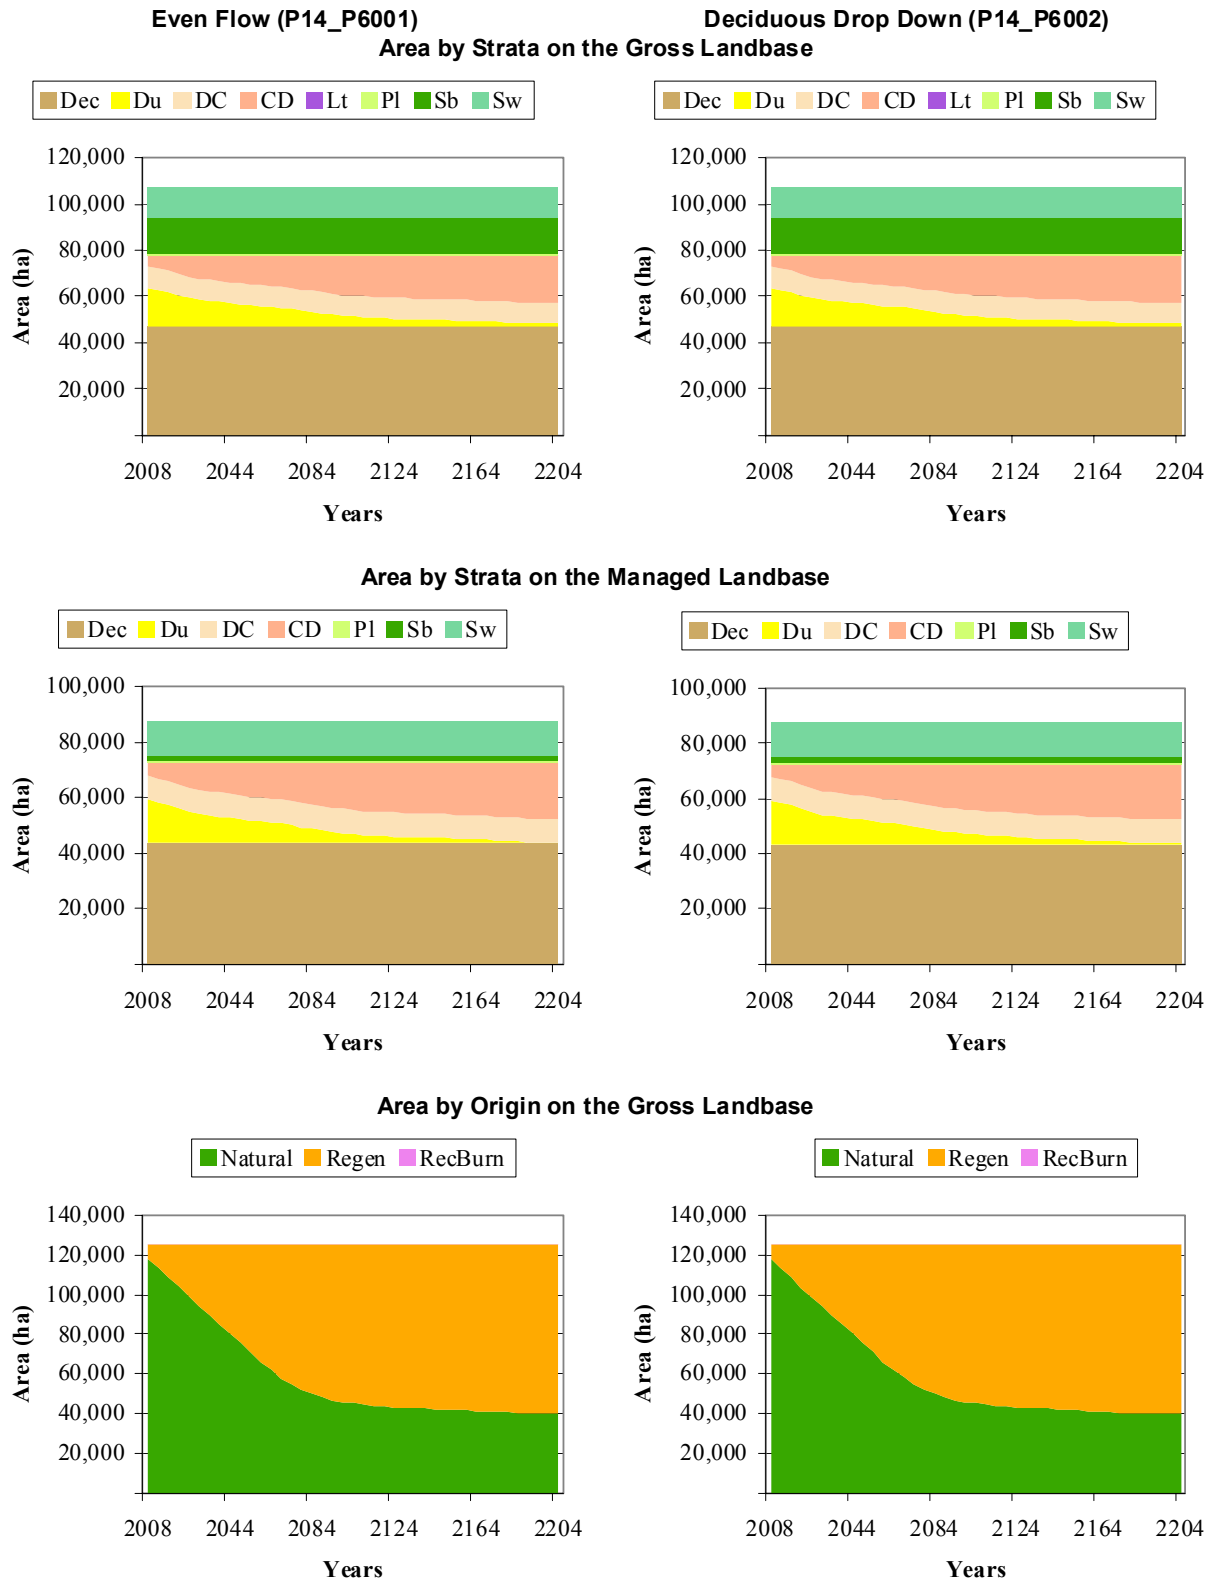 Even Flow (P14_P6001) Deciduous Drop Down (P14_P6002)
Area by Strata on the Gross Landbase
Dec Du DC CD Lt Pl Sb Sw
120,000
100,000
80,000
60,000
40,000
20,000
Area (ha)
2008 2044 2084 2124 2164 2204
Years
Dec Du DC CD Lt Pl Sb Sw
120,000
100,000
80,000
60,000
40,000
20,000
Area (ha)
2008 2044 2084 2124 2164 2204
Years
Area by Strata on the Managed Landbase
Dec Du DC CD Pl Sb Sw
100,000
80,000
60,000
40,000
20,000
Area (ha)
2008 2044 2084 2124 2164 2204
Years
Dec Du DC CD Pl Sb Sw
100,000
80,000
60,000
40,000
20,000
Area (ha)
2008 2044 2084 2124 2164 2204
Years
Area by Origin on the Gross Landbase
Natural Regen RecBurn
140,000
120,000
100,000
80,000
60,000
40,000
20,000
Area (ha)
2008 2044 2084 2124 2164 2204
Years
Natural Regen RecBurn
140,000
120,000
100,000
80,000
60,000
40,000
20,000
Area (ha)
2008 2044 2084 2124 2164 2204
Years